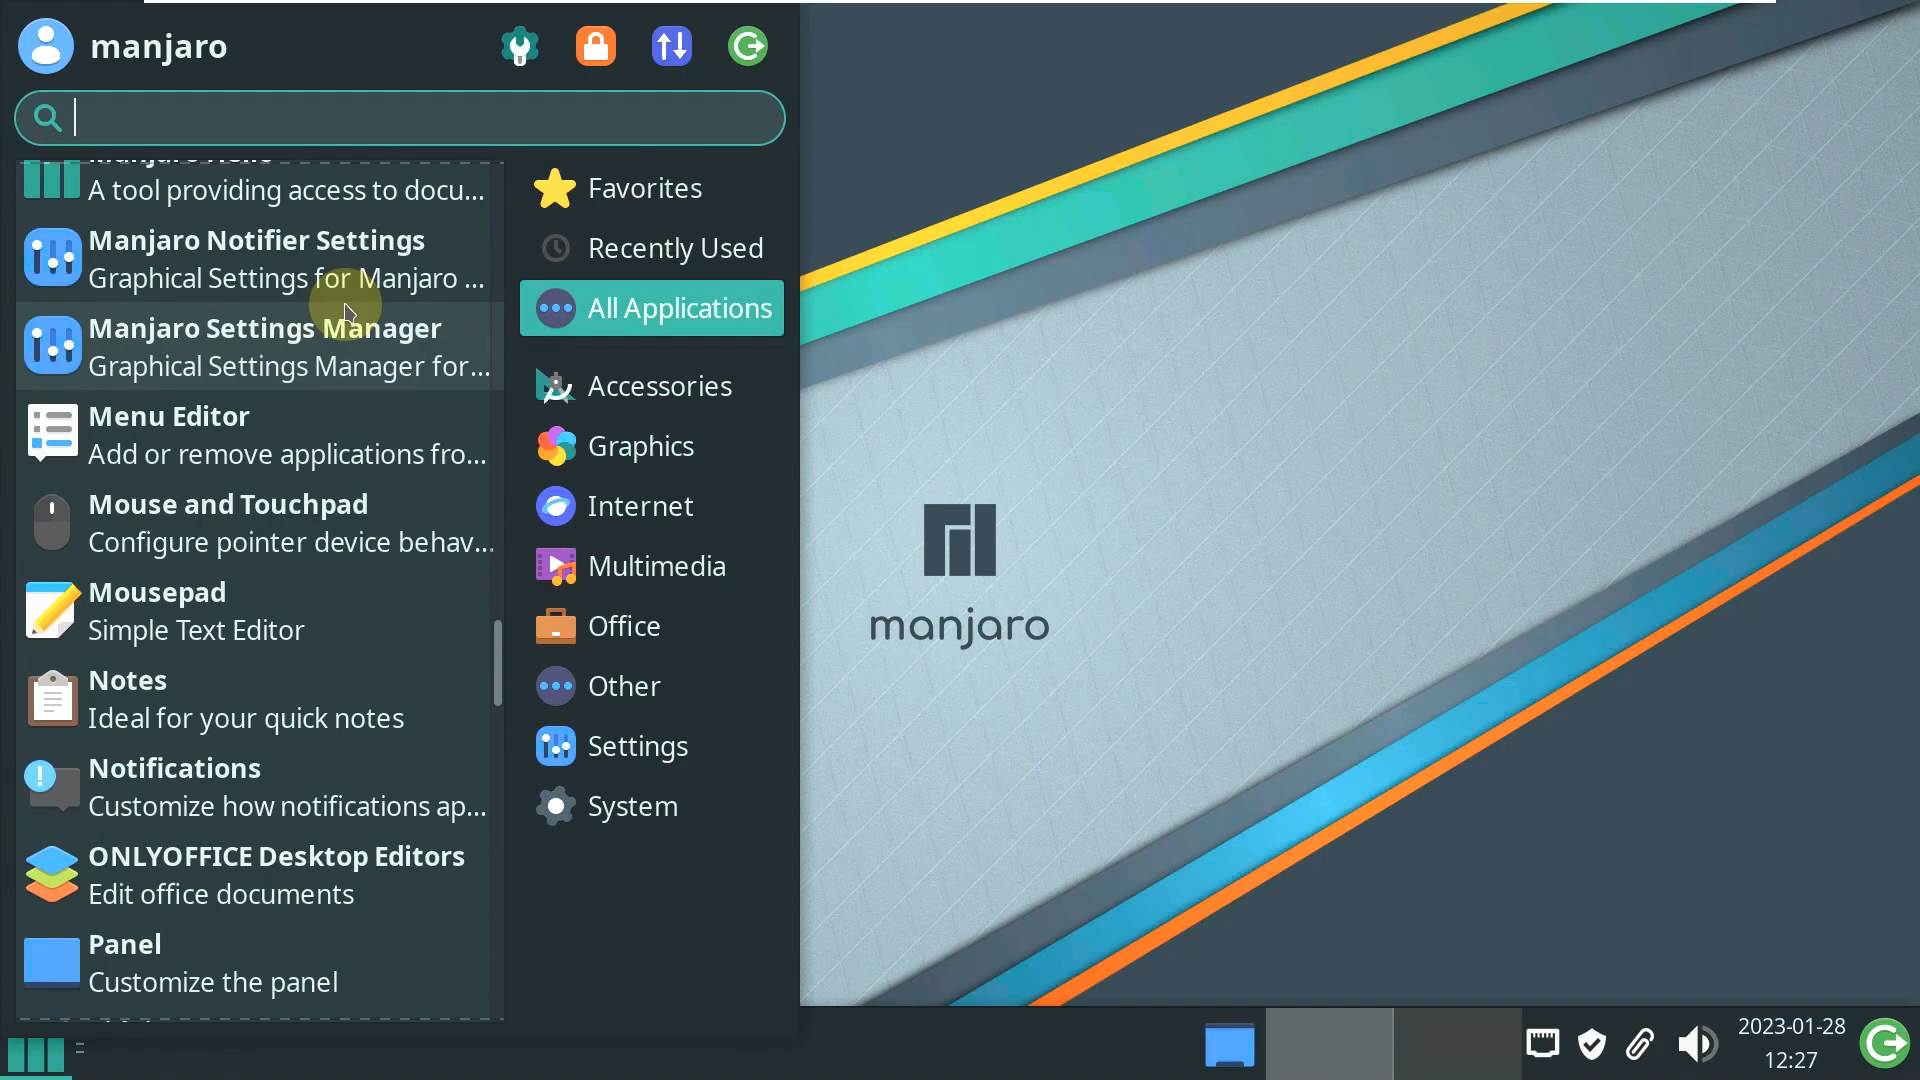 manjaro
Manjaro Hello
A tool providing access to docu...
Manjaro Notifier Settings
Graphical Settings for Manjaro ...
Manjaro Settings Manager
Graphical Settings Manager for...
Menu Editor
Add or remove applications fro...
Mouse and Touchpad
Configure pointer device behav...
Mousepad
Simple Text Editor
Notes
Ideal for your quick notes
Notifications
Customize how notifications ap...
ONLYOFFICE Desktop Editors
Edit office documents
Panel
Customize the panel
Favorites
Recently Used
All Applications
Accessories
Graphics
Internet
Multimedia
Office
Other
Settings
System
manjaro
2023-01-28
12:27